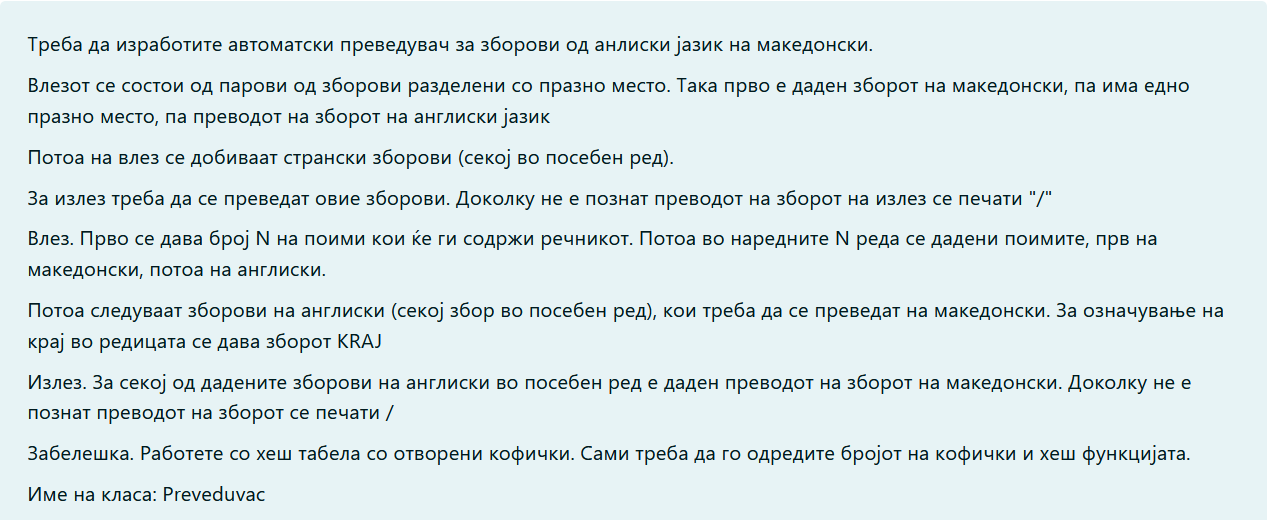 Треба да изработите автоматски преведувач за зборови од анлиски јазик на македонски.
Влезот се состои од парови од зборови разделени со празно место. Така прво е даден зборот на македонски, па има едно
празно место, па преводот на зборот на англиски јазик
Потоа на влез се добиваат странски зборови (секој во посебен ред).
За излез треба да се преведат овие зборови. Доколку не е познат преводот на зборот на излез се печати "/"
Влез. Прво се дава број N на поими кои ќе ги содржи речникот. Потоа во наредните N реда се дадени поимите, прв на
македонски, потоа на англиски.
Потоа следуваат зборови на англиски (секој збор во посебен ред), кои треба да се преведат на македонски. За означување на
крај во редицата се дава зборот KRAJ
Излез. За секој од дадените зборови на англиски во посебен ред е даден преводот на зборот на македонски. Доколку не е
познат преводот на зборот се печати /
Забелешка. Работете со хеш табела со отворени кофички. Сами треба да го одредите бројот на кофички и хеш функцијата.
Име на класа: Preveduvac